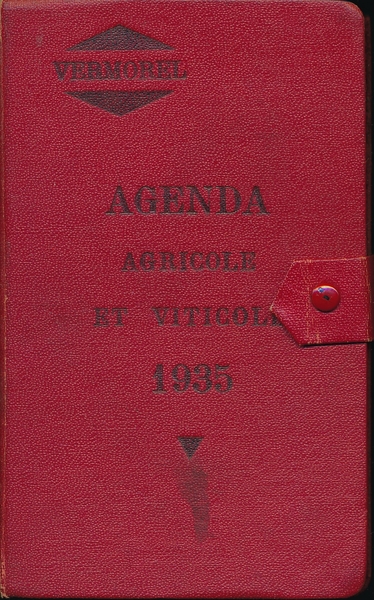 VERMOREL
AGENDA
AGRICOLE
ET VITICOLE
1935